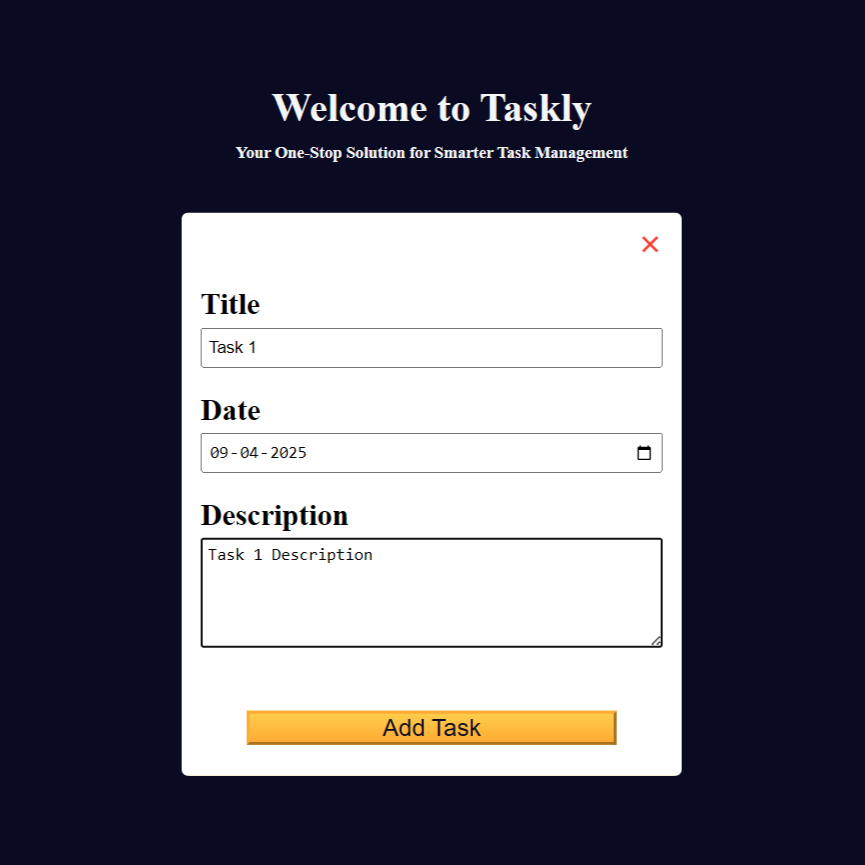 Welcome to Taskly
Your One-Stop Solution for Smarter Task Management
Title
Task 1
Date
09-04-2025
Description
Task 1 Description
Add Task